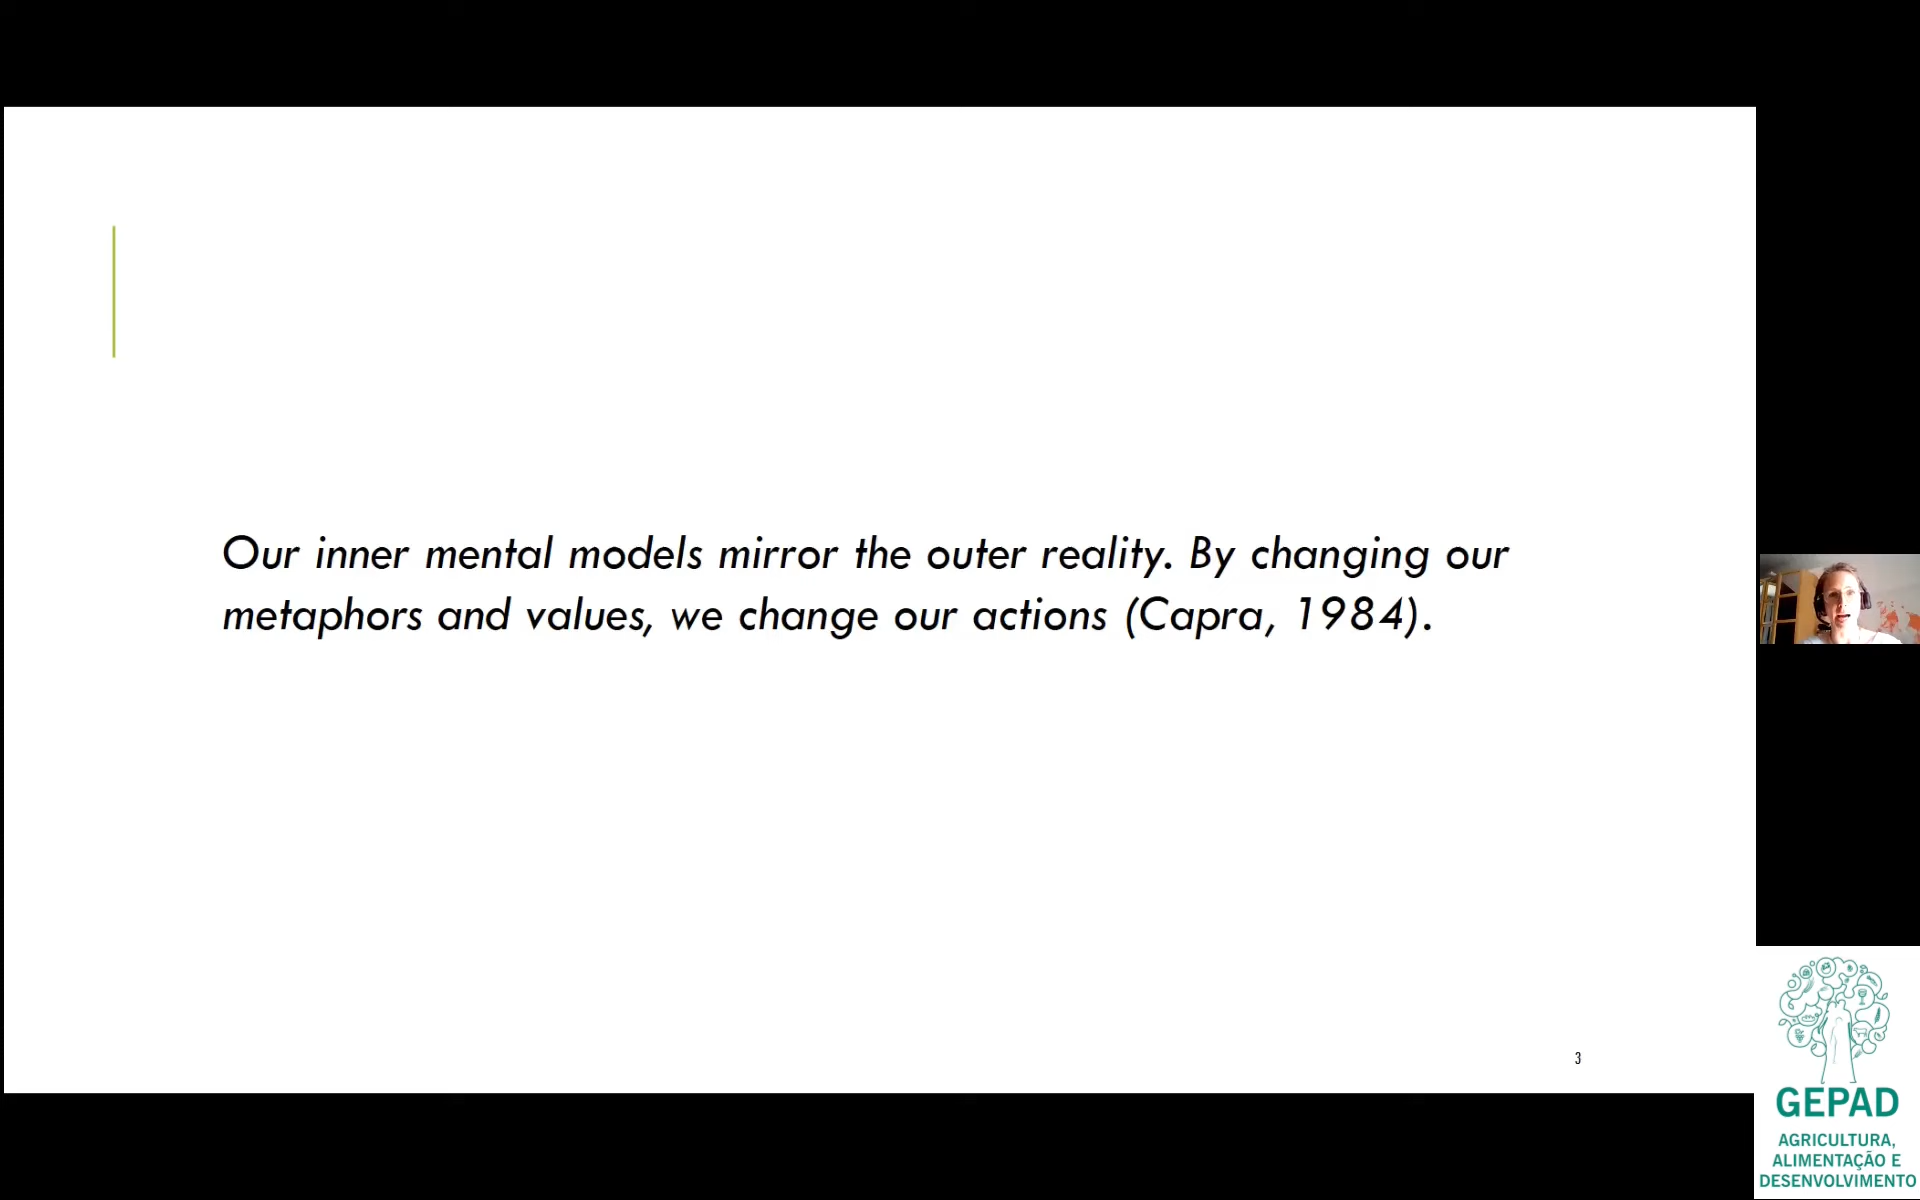 Our inner mental models mirror the outer reality. By changing our
metaphors and values, we change our actions (Capra, 1984).
3
GEPAD
AGRICULTURA,
ALIMENTAÇÃO E
DESENVOLVIMENTO